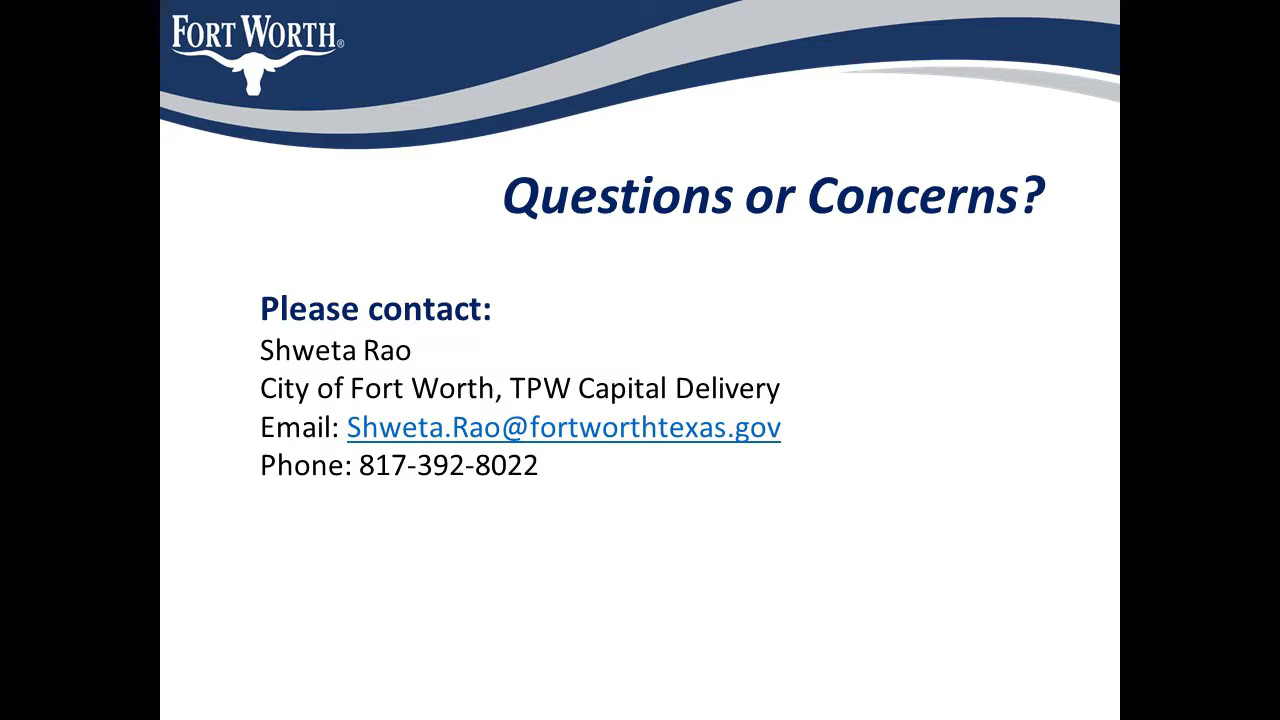 FORT WORTH®
Questions or Concerns?
Please contact:
Shweta Rao
City of Fort Worth, TPW Capital Delivery
Email: Shweta.Rao@fortworthtexas.gov
Phone: 817-392-8022